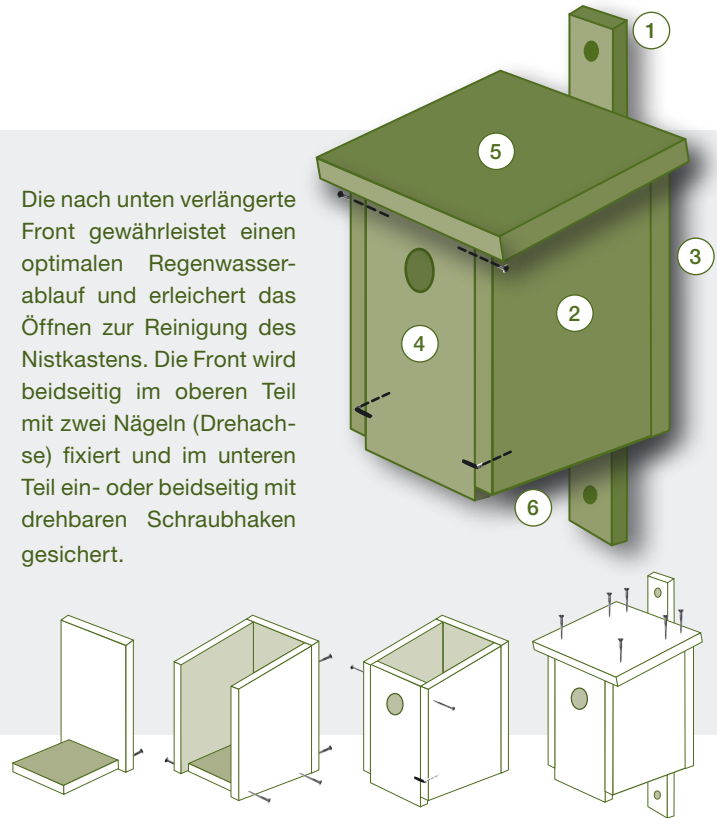 1
5
Die nach unten verlängerte
Front gewährleistet einen
optimalen Regenwasser-
ablauf und erleichert das
Öffnen zur Reinigung des
Nistkastens. Die Front wird
beidseitig im oberen Teil
mit zwei Nägeln (Drehach-
se) fixiert und im unteren
Teil ein- oder beidseitig mit
drehbaren Schraubhaken
gesichert.
3
2
4
6